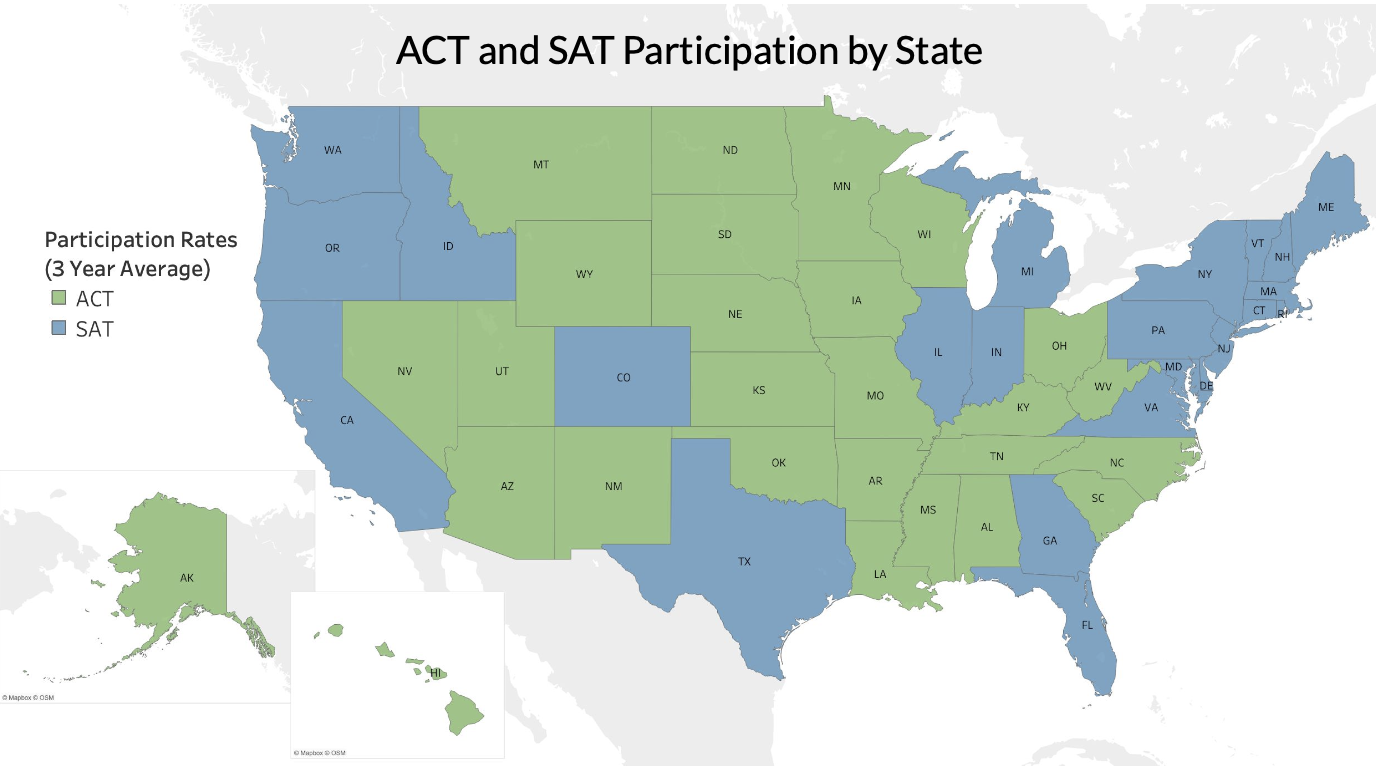 ACT and SAT Participation by State
Participation Rates
(3 Year Average)
ACT
SAT
WA
MT
ND
MN
OR
ID
SD
WI
WY
MI
NE
IA
NV
UT
CO
KS
MO
IL
IN
OH
WV
KY
VA
PA
NY
VT
NH
ME
MA
CT
RI
NJ
MD
DE
CA
AZ
NM
OK
AR
TN
NC
SC
MS
AL
GA
TX
LA
FL
AK
HI
© Mapbox © OSM
© Mapbox © OSM